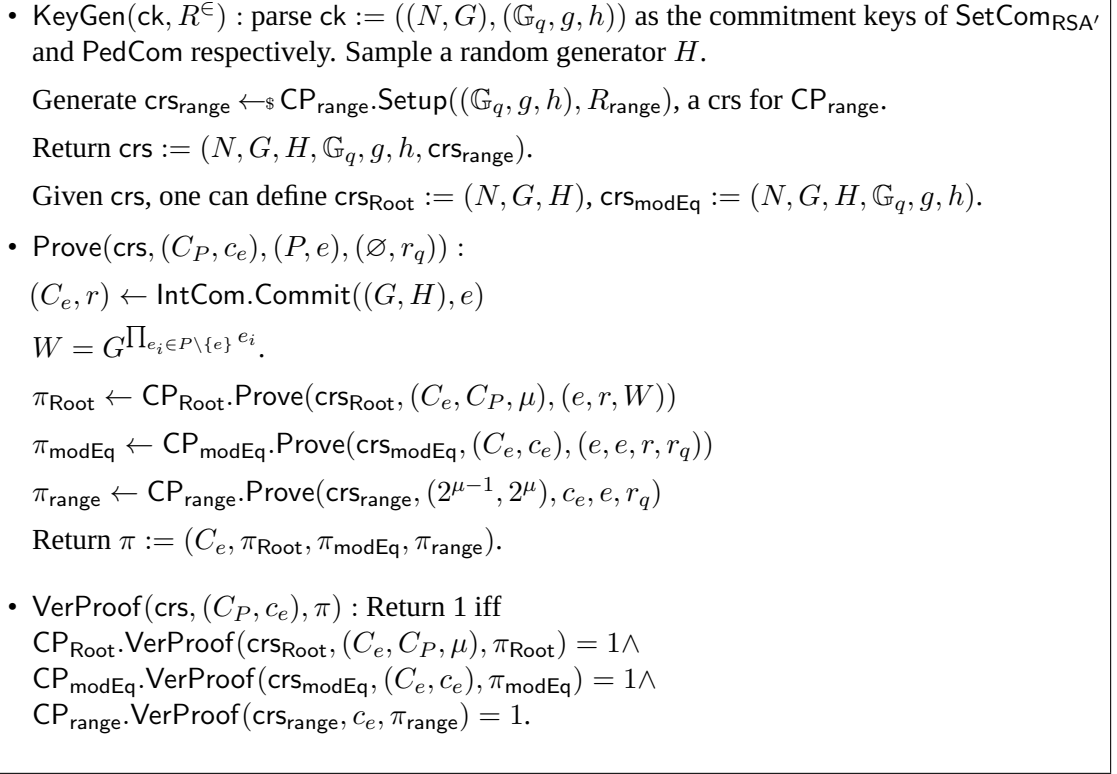 • KeyGen(ck, R^∈) : parse ck := ((N, G), (𝔾_q, g, h)) as the commitment keys of SetCom_RSA′
and PedCom respectively. Sample a random generator H.
Generate crs_range ←$ CP_range.Setup((𝔾_q, g, h), R_range), a crs for CP_range.
Return crs := (N, G, H, 𝔾_q, g, h, crs_range).
Given crs, one can define crs_Root := (N, G, H), crs_modEq := (N, G, H, 𝔾_q, g, h).
• Prove(crs, (C_P, c_e), (P, e), (∅, r_q)) :
(C_e, r) ← IntCom.Commit((G, H), e)
W = G^{∏_{e_i∈P\{e}} e_i}.
π_Root ← CP_Root.Prove(crs_Root, (C_e, C_P, μ), (e, r, W))
π_modEq ← CP_modEq.Prove(crs_modEq, (C_e, c_e), (e, e, r, r_q))
π_range ← CP_range.Prove(crs_range, (2^{μ−1}, 2^μ), c_e, e, r_q)
Return π := (C_e, π_Root, π_modEq, π_range).
• VerProof(crs, (C_P, c_e), π) : Return 1 iff
CP_Root.VerProof(crs_Root, (C_e, C_P, μ), π_Root) = 1∧
CP_modEq.VerProof(crs_modEq, (C_e, c_e), π_modEq) = 1∧
CP_range.VerProof(crs_range, c_e, π_range) = 1.